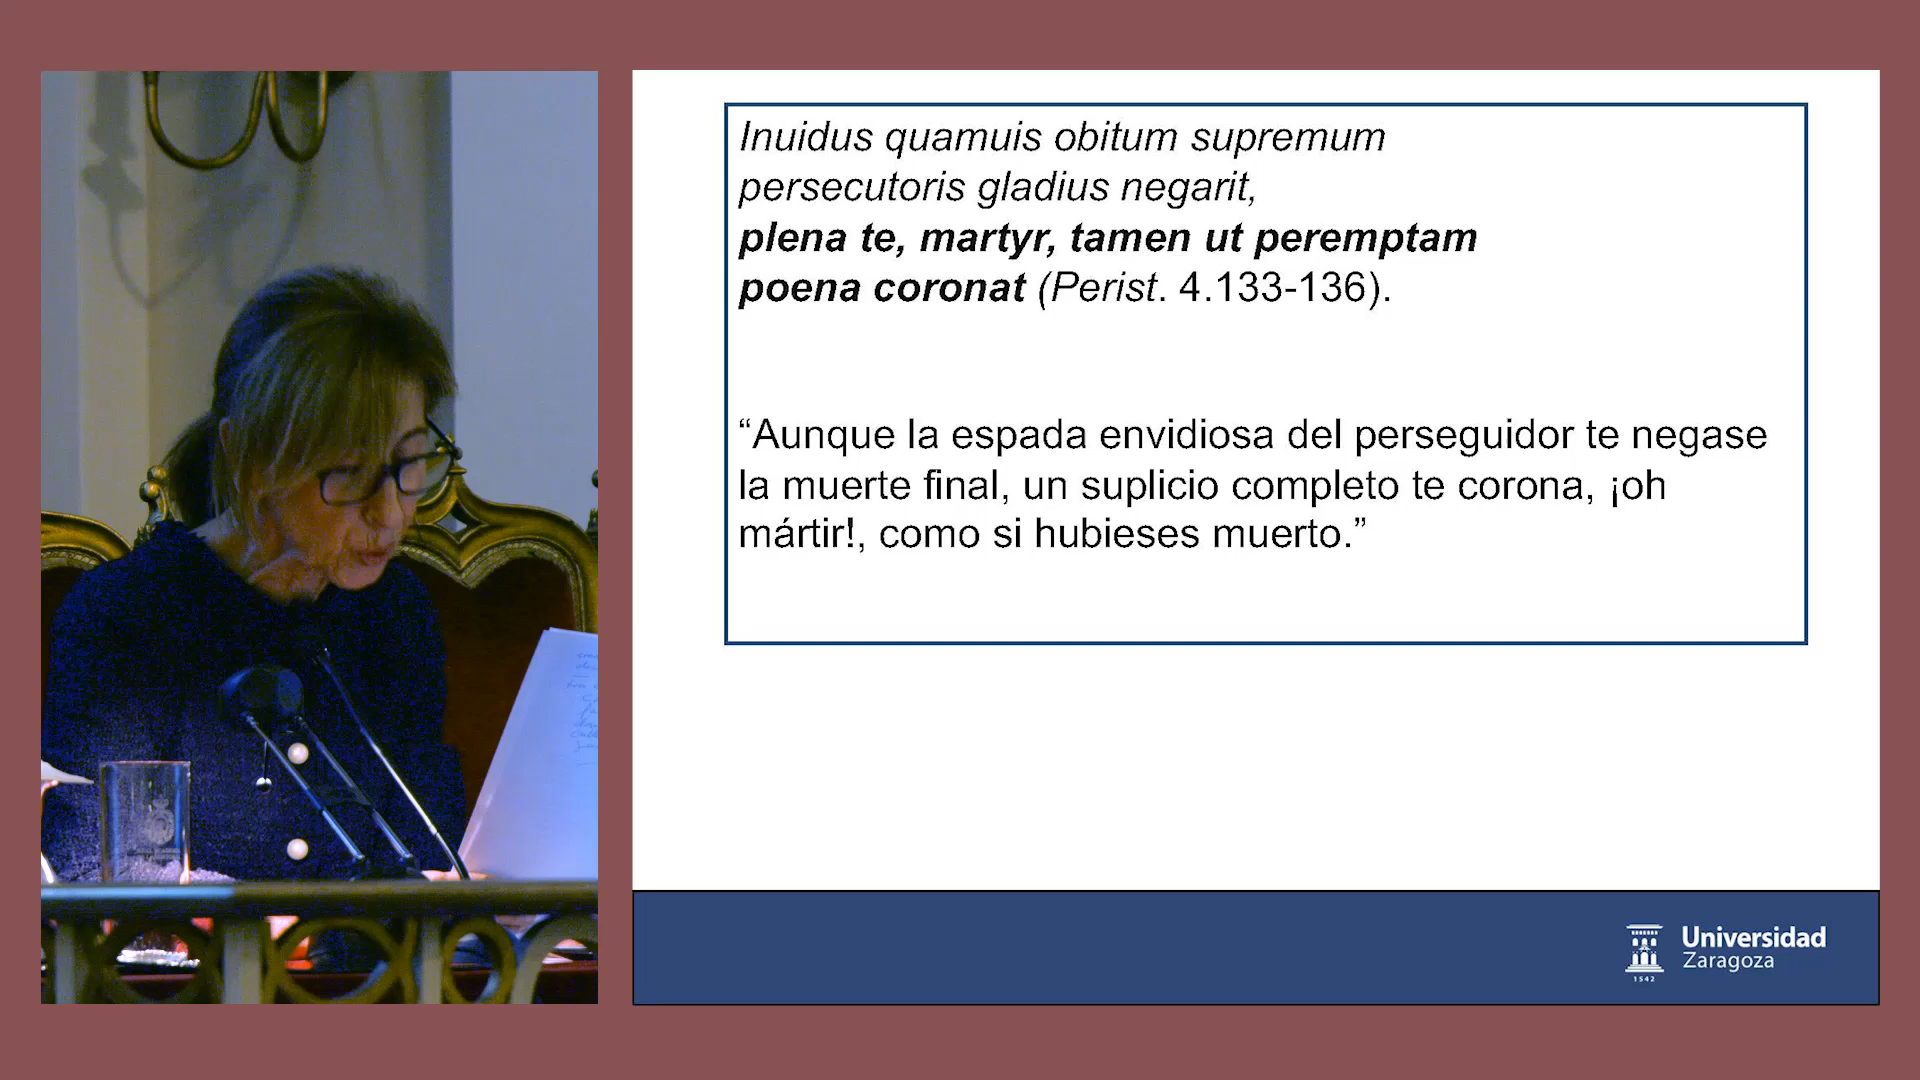 Inuidus quamuis obitum supremum
persecutoris gladius negarit,
plena te, martyr, tamen ut peremptam
poena coronat (Perist. 4.133-136).
“Aunque la espada envidiosa del perseguidor te negase
la muerte final, un suplicio completo te corona, ¡oh
mártir!, como si hubieses muerto.”
Universidad
Zaragoza
1542